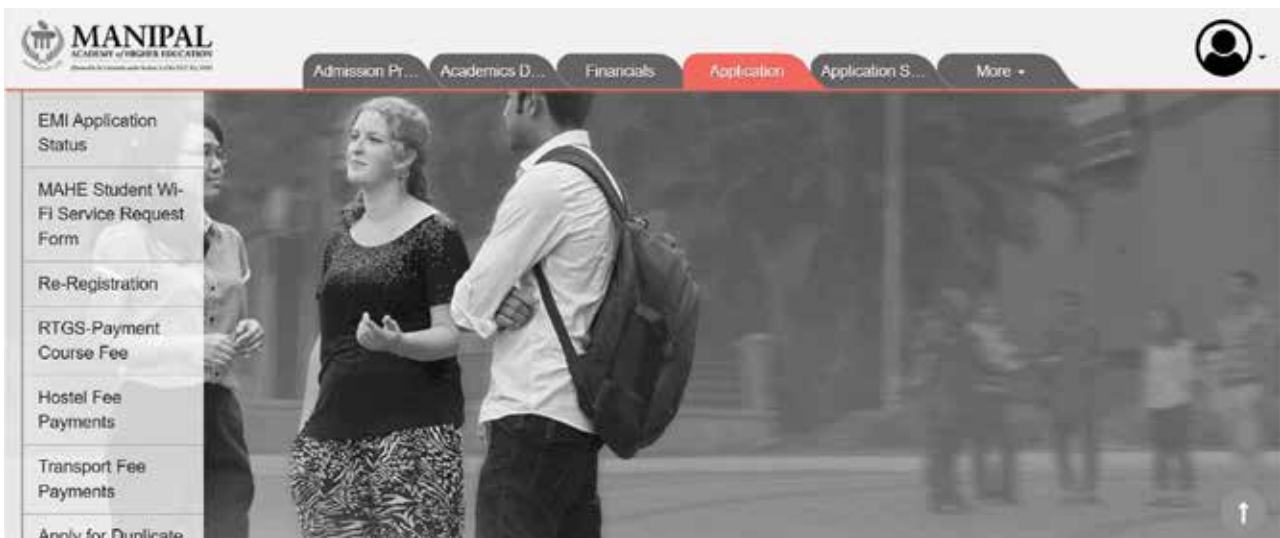 MANIPAL
ACADEMY of HIGHER EDUCATION
Admission Pr...
Academics D...
Financials
Application
Application S...
More
EMI Application
Status
MAHE Student Wi-
Fi Service Request
Form
Re-Registration
RTGS-Payment
Course Fee
Hostel Fee
Payments
Transport Fee
Payments
Apply for Duplicate